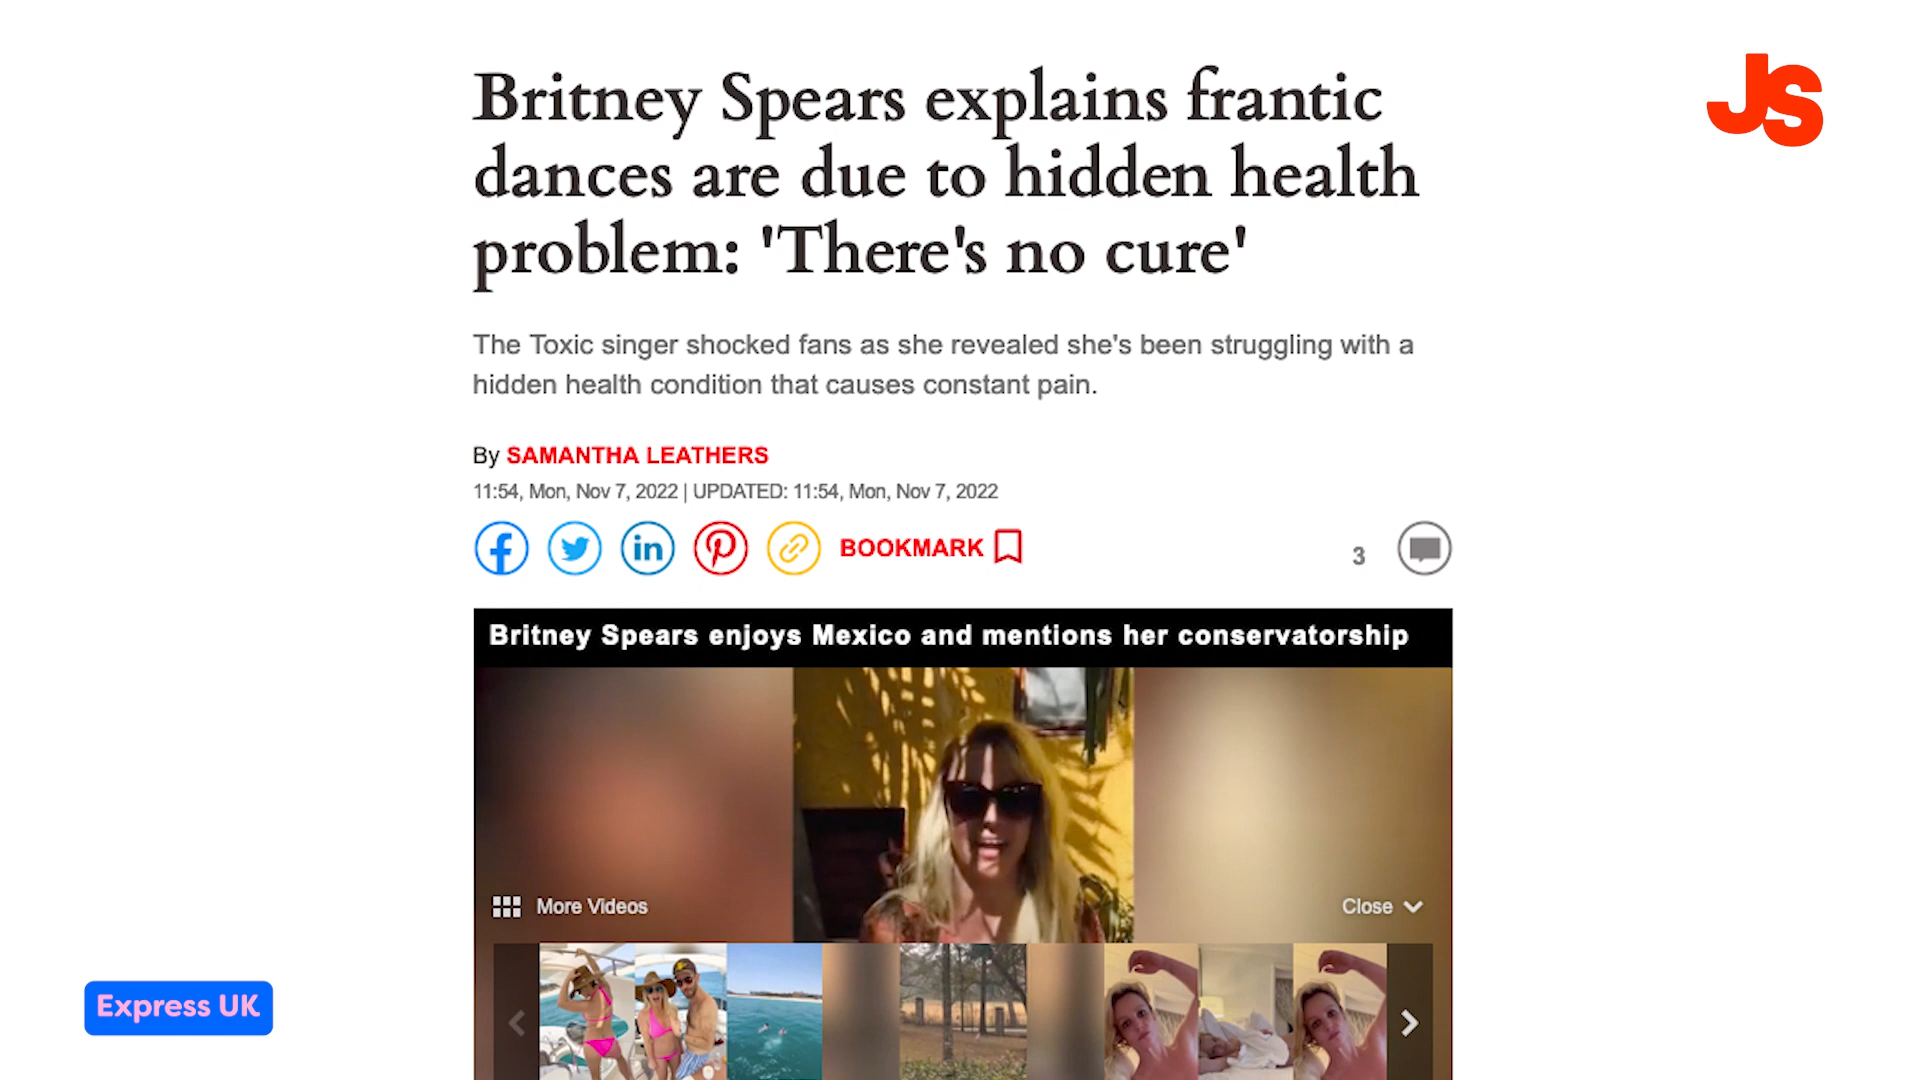 JS
Britney Spears explains frantic
dances are due to hidden health
problem: 'There's no cure'
The Toxic singer shocked fans as she revealed she's been struggling with a
hidden health condition that causes constant pain.
By SAMANTHA LEATHERS
11:54, Mon, Nov 7, 2022 | UPDATED: 11:54, Mon, Nov 7, 2022
in
BOOKMARK
3
Britney Spears enjoys Mexico and mentions her conservatorship
More Videos
Close
Express UK